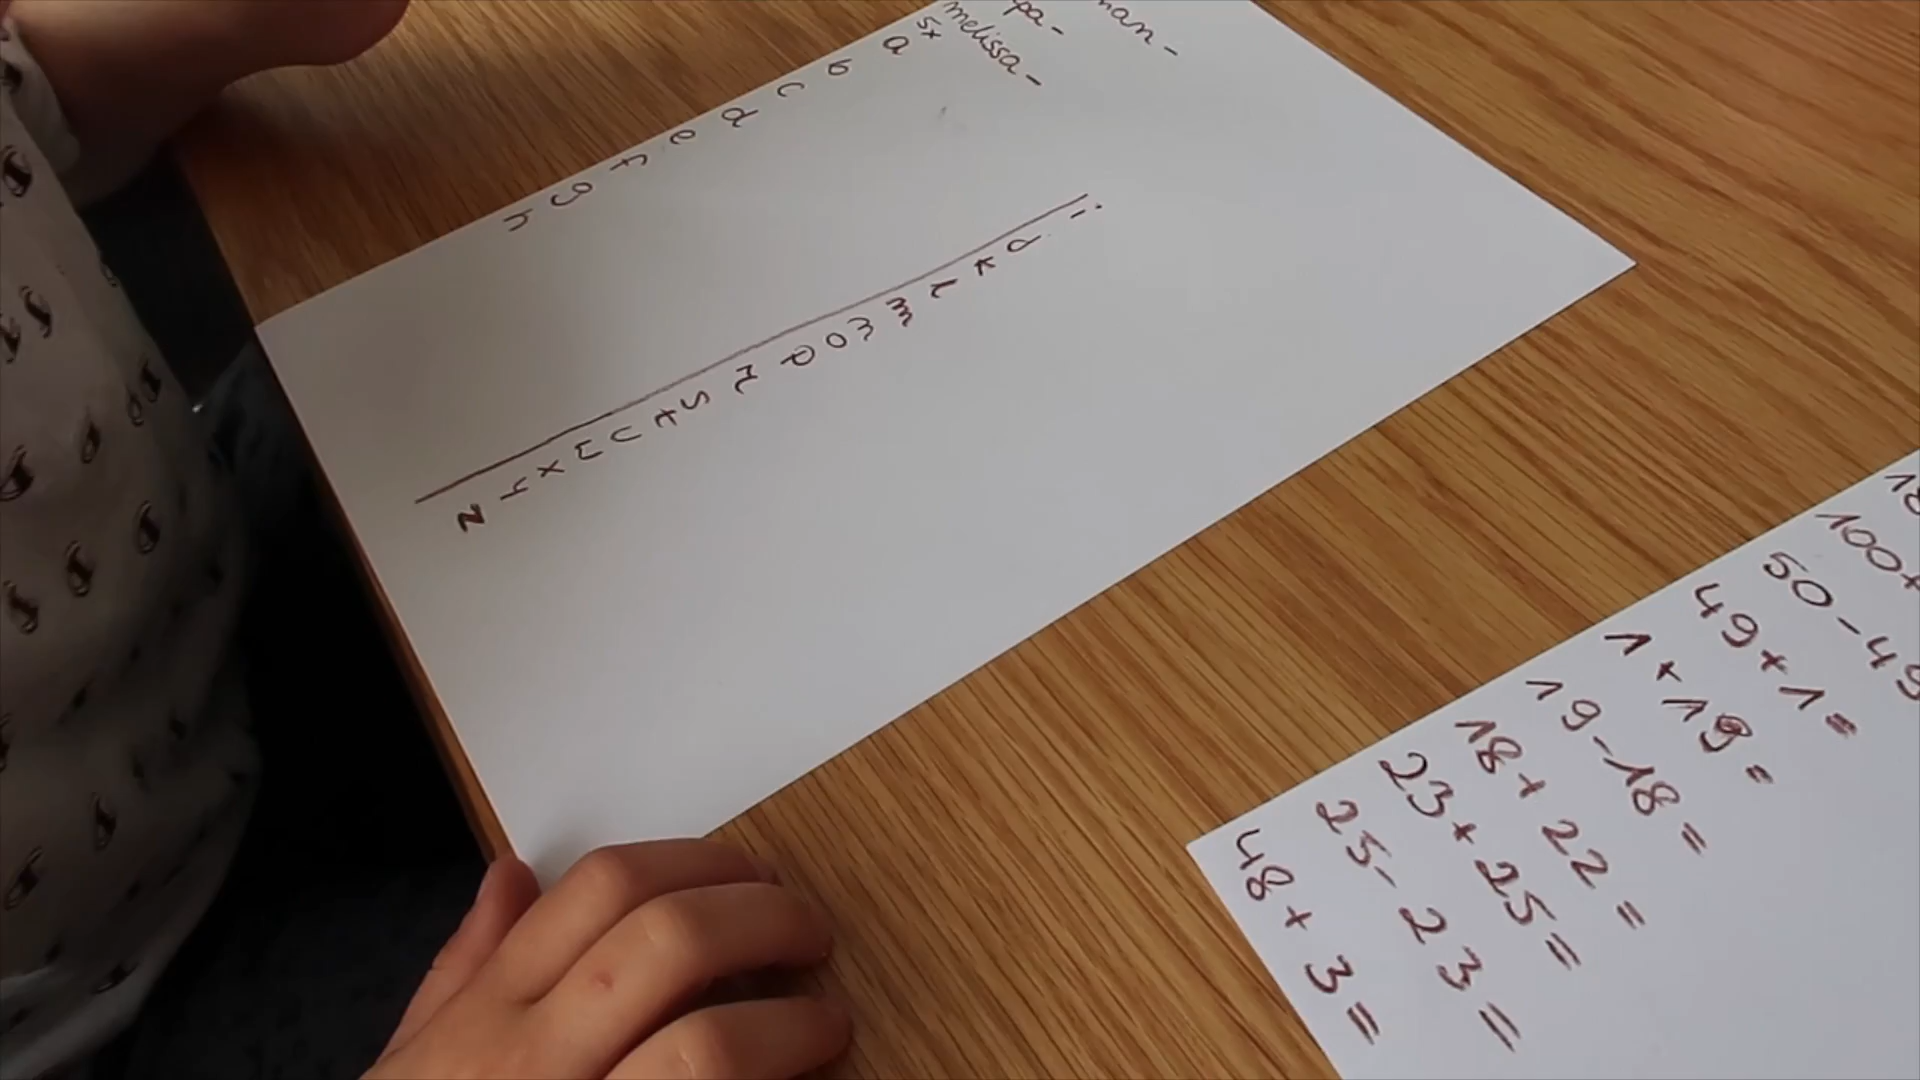 man-
pa-
melissa-
5x
a b c d e f g h
i d k l m n o p r s t u w x y z
100+
50-49
49+1=
1+19=
19-18=
18+22=
23+25=
25-23=
48+3=